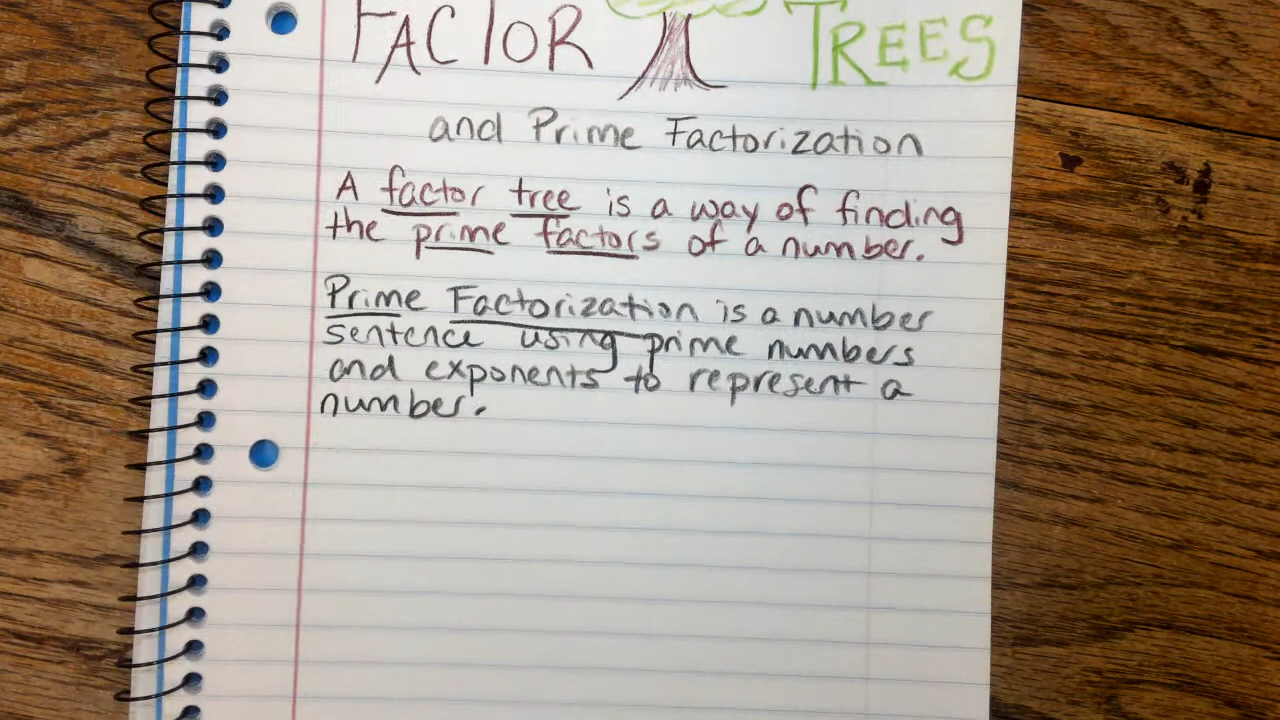 FACTOR TREES
and Prime Factorization
A factor tree is a way of finding
the prime factors of a number.
Prime Factorization is a number
sentence using prime numbers
and exponents to represent a
number.